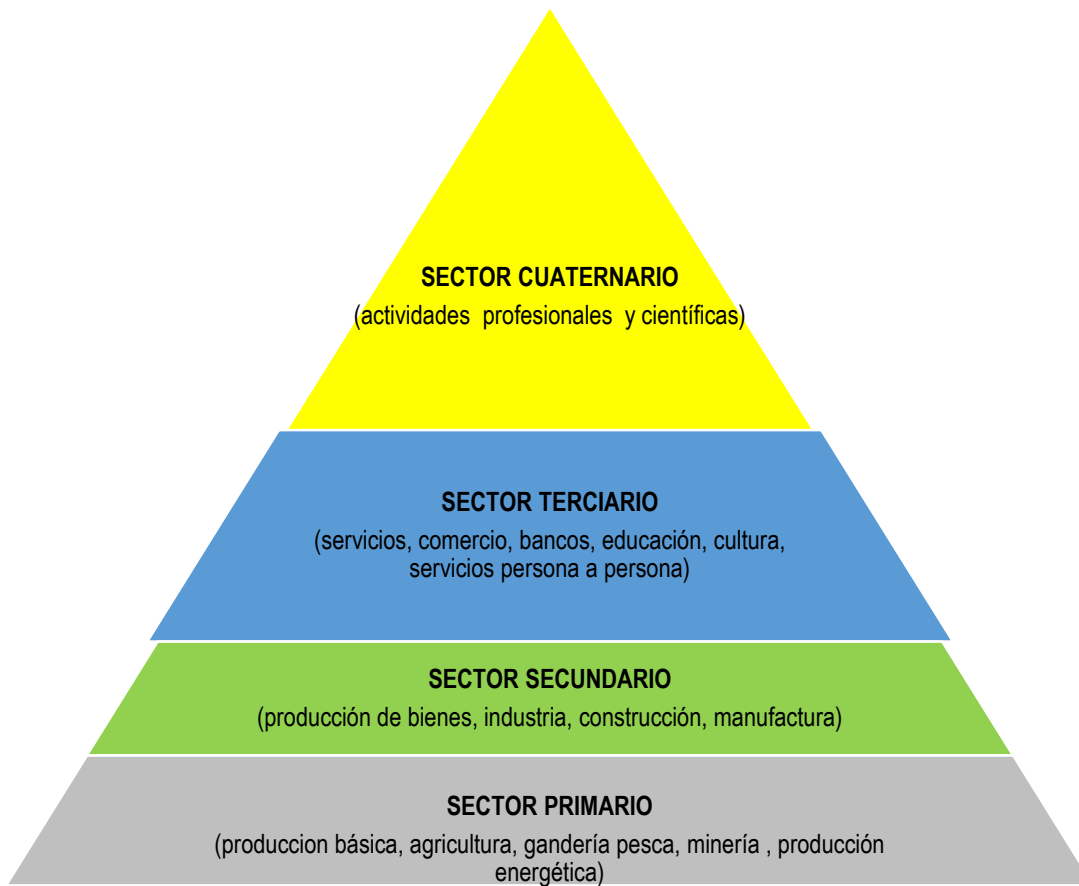 SECTOR CUATERNARIO
(actividades profesionales y científicas)
SECTOR TERCIARIO
(servicios, comercio, bancos, educación, cultura,
servicios persona a persona)
SECTOR SECUNDARIO
(producción de bienes, industria, construcción, manufactura)
SECTOR PRIMARIO
(produccion básica, agricultura, gandería pesca, minería , producción
energética)